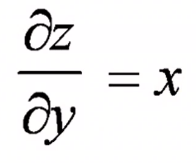 ∂z/∂y = x